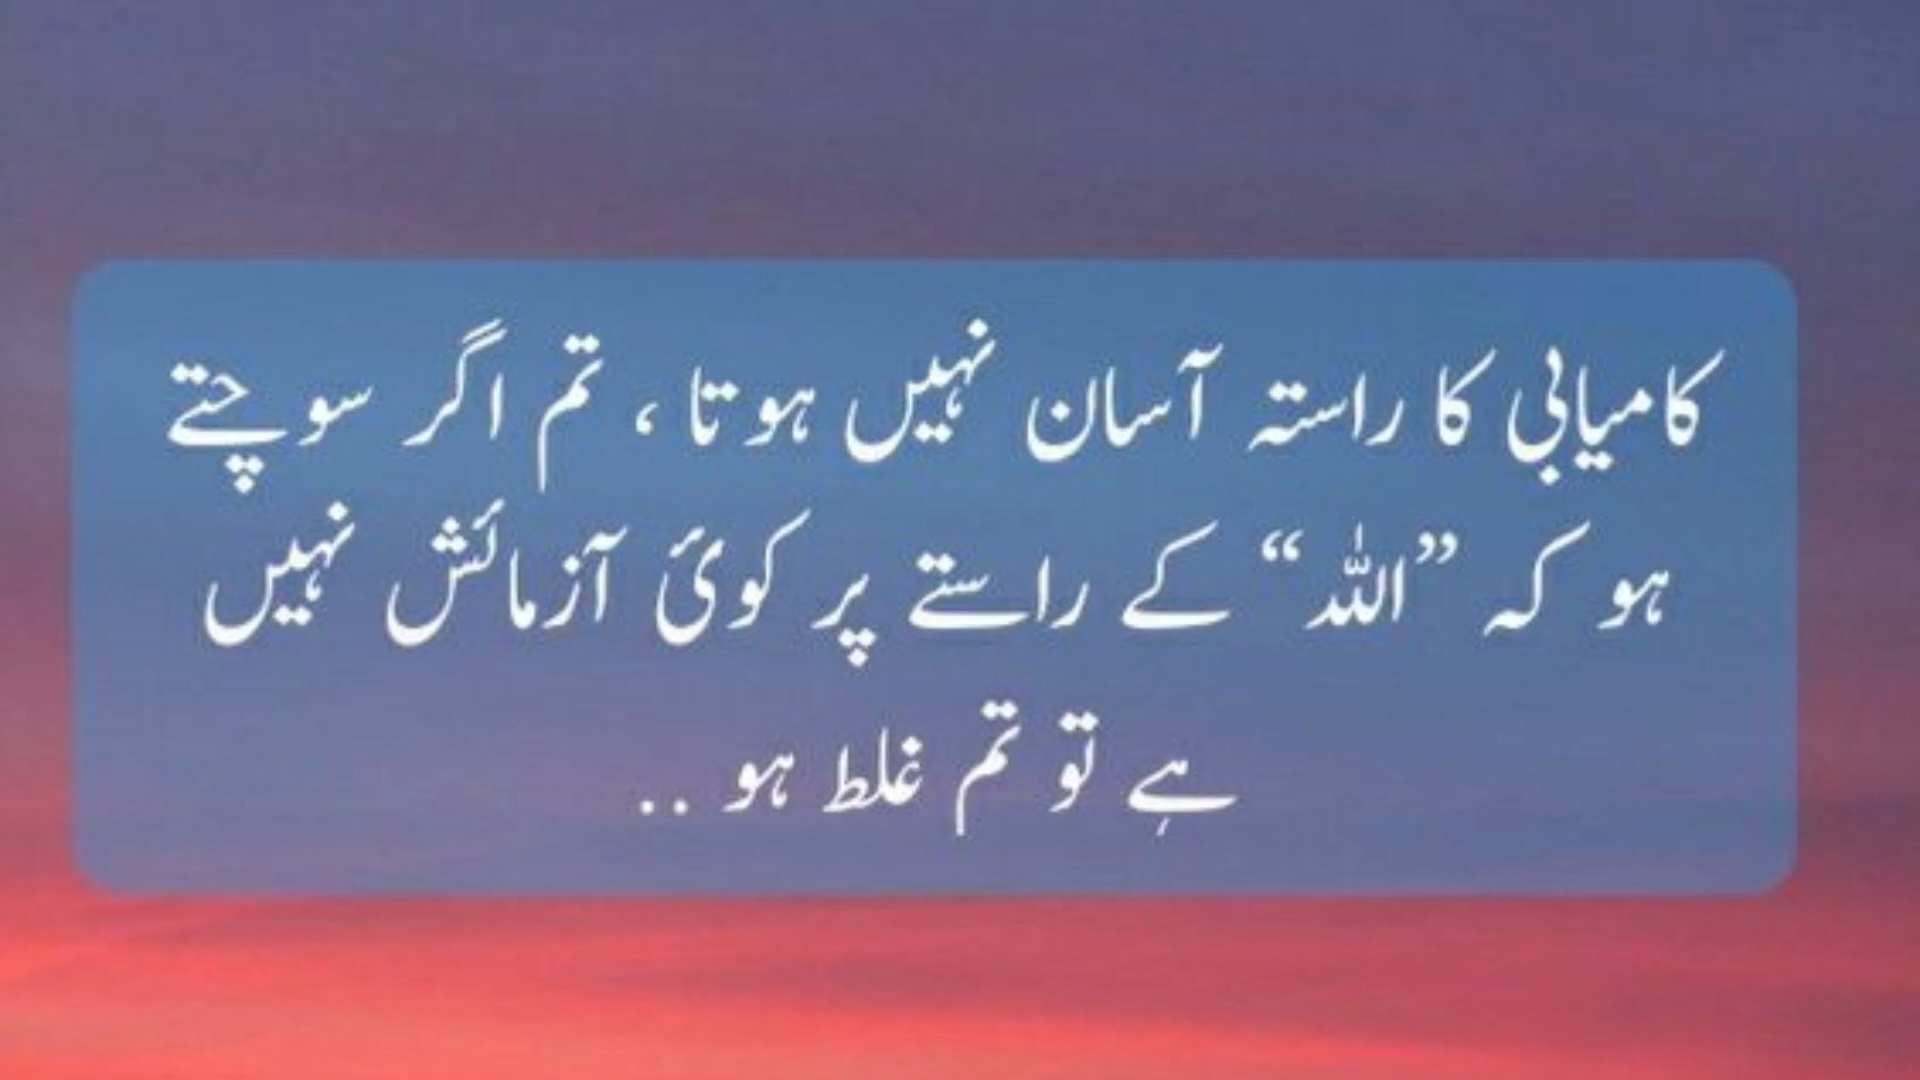 کامیابی کا راستہ آسان نہیں ہوتا ، تم اگر سوچتے
ہو کہ ”اللہ“ کے راستے پر کوئ آزمائش نہیں
ہے تو تم غلط ہو ..